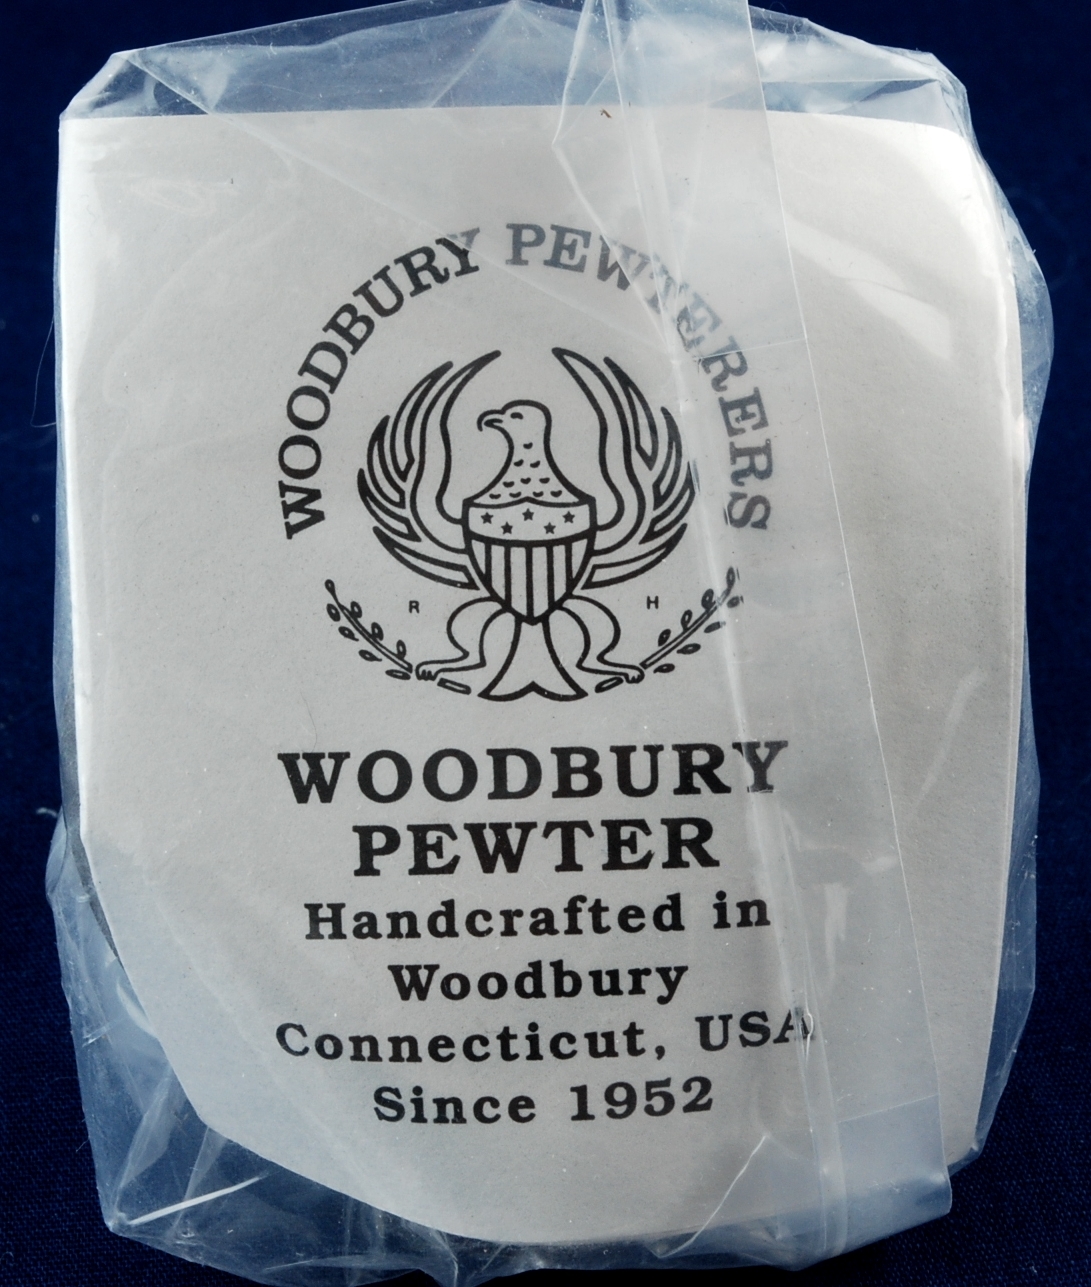 WOODBURY PEWTERERS
R H
WOODBURY
PEWTER
Handcrafted in
Woodbury
Connecticut, USA
Since 1952